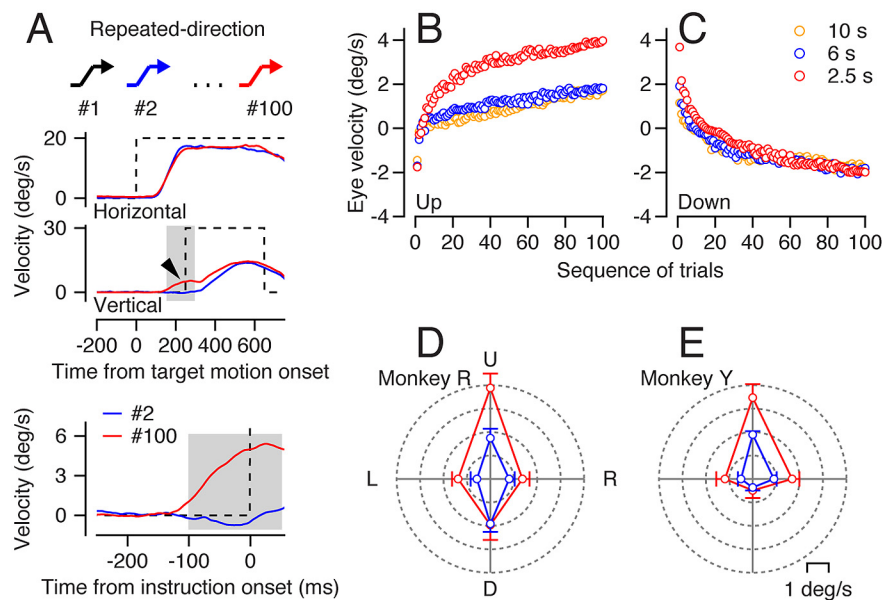 A
Repeated-direction
#1 #2 . . . . #100
20
0
Velocity (deg/s)
Horizontal
30
0
Vertical
-200 0 200 400 600
Time from target motion onset
#2
#100
6
3
0
Velocity (deg/s)
-200 -100 0
Time from instruction onset (ms)
B
4
2
0
-2
-4
Eye velocity (deg/s)
Up
0 20 40 60 80 100
C
10 s
6 s
2.5 s
4
2
0
-2
-4
Down
0 20 40 60 80 100
Sequence of trials
D
Monkey R
U
L
R
D
E
Monkey Y
1 deg/s